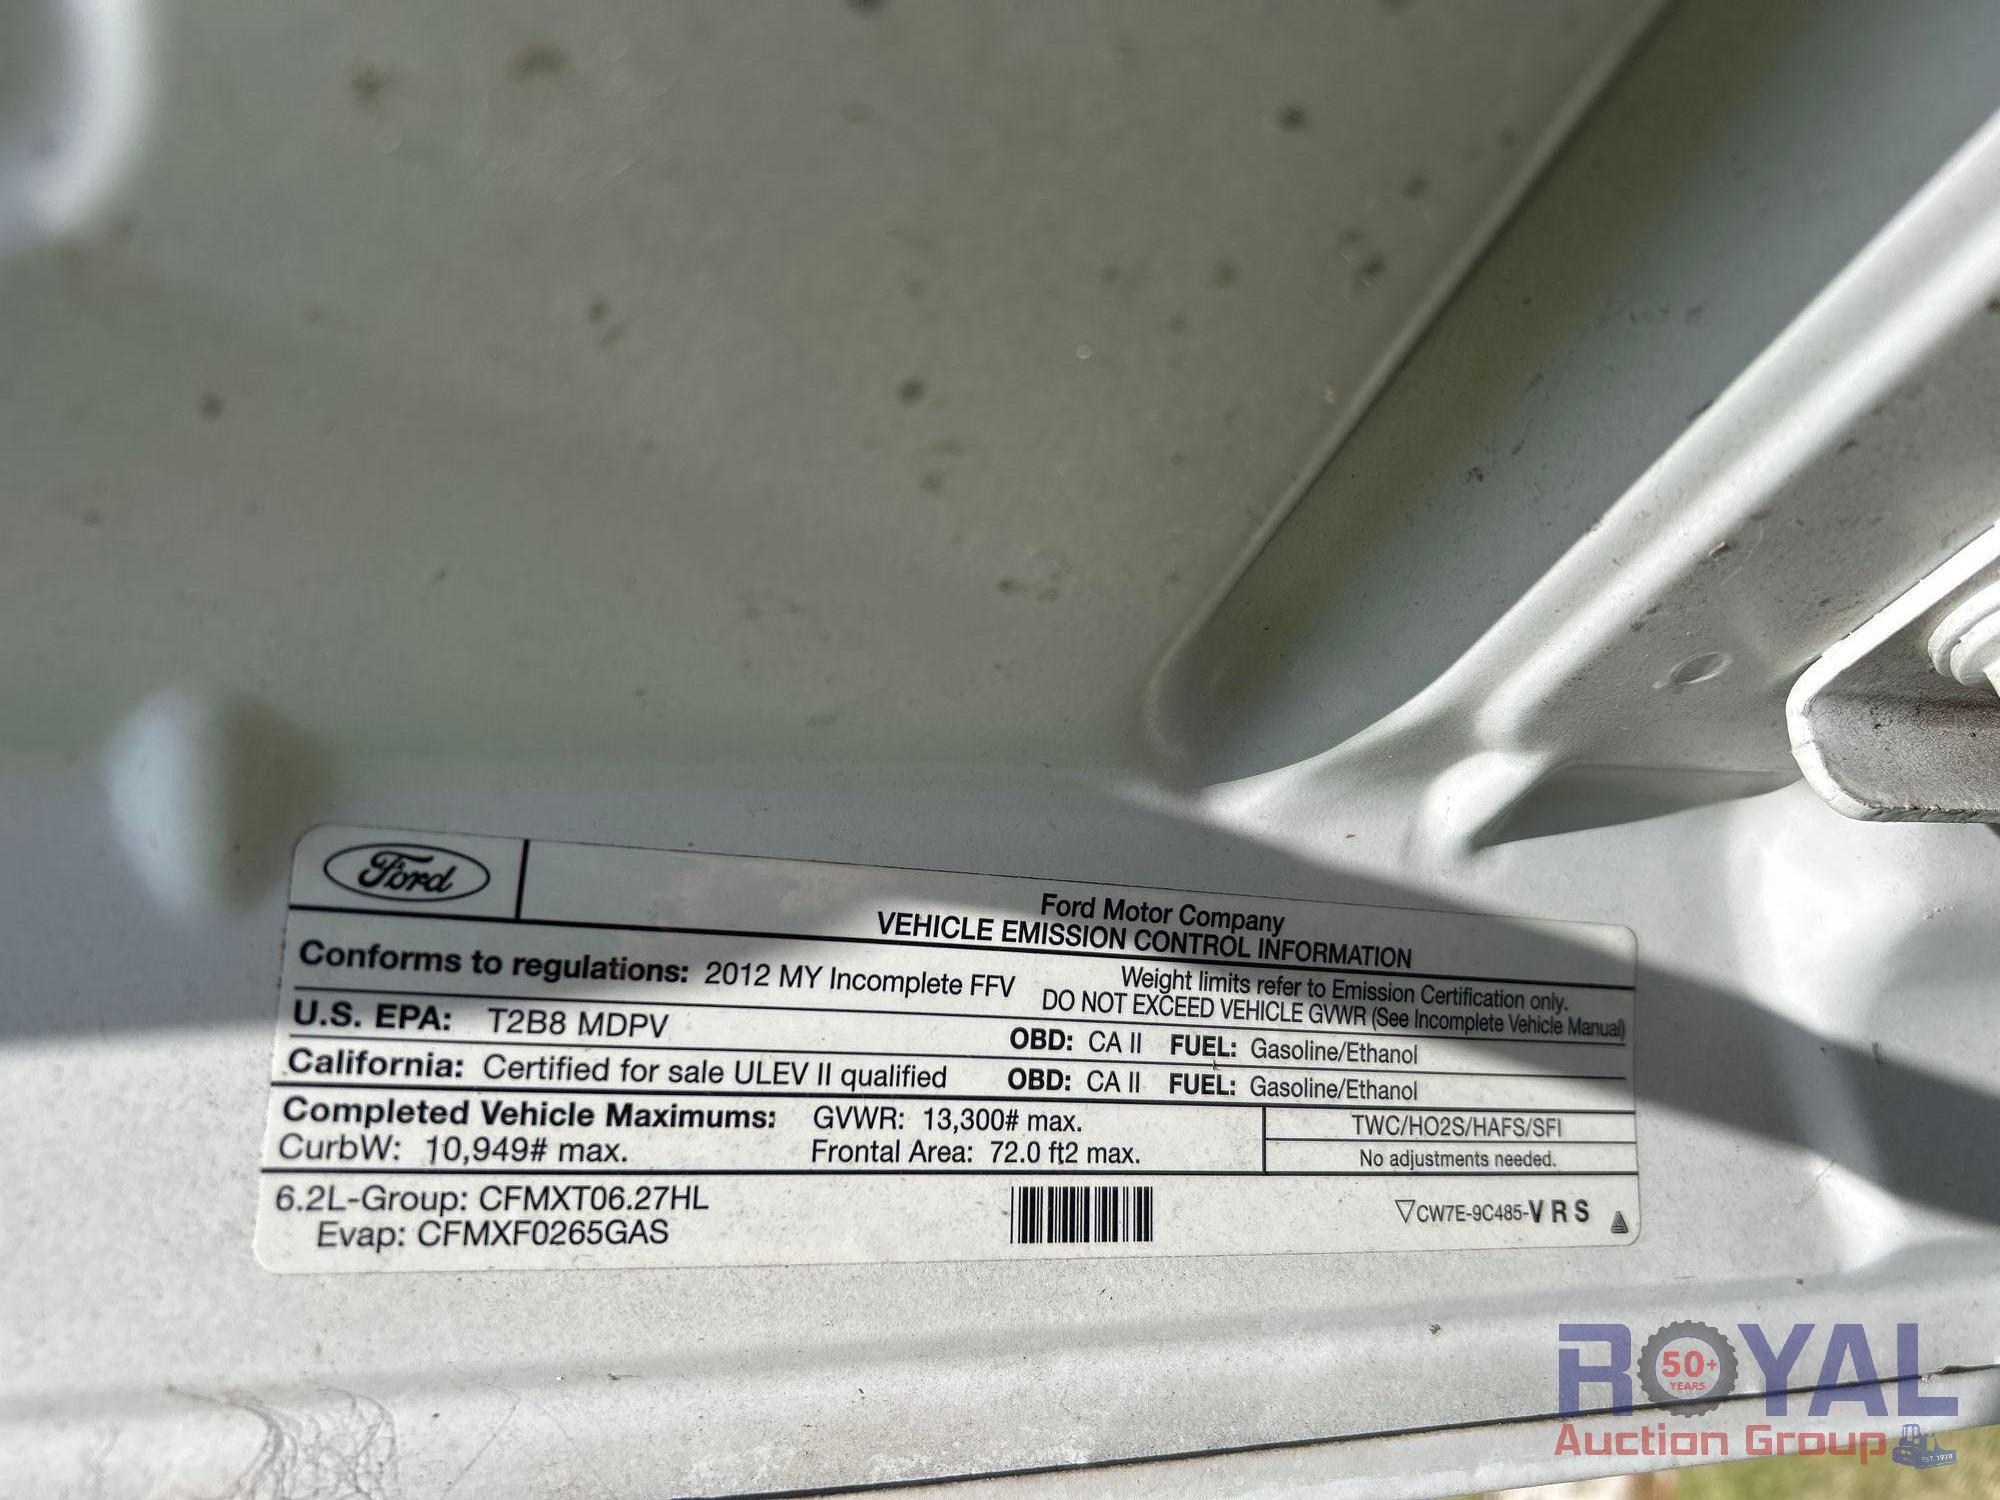 Ford
Ford Motor Company
VEHICLE EMISSION CONTROL INFORMATION
Conforms to regulations: 2012 MY Incomplete FFV
Weight limits refer to Emission Certification only.
DO NOT EXCEED VEHICLE GVWR (See Incomplete Vehicle Manual)
U.S. EPA: T2B8 MDPV OBD: CA II FUEL: Gasoline/Ethanol
California: Certified for sale ULEV II qualified OBD: CA II FUEL: Gasoline/Ethanol
Completed Vehicle Maximums: GVWR: 13,300# max.
CurbW: 10,949# max. Frontal Area: 72.0 ft2 max.
TWC/HO2S/HAFS/SFI
No adjustments needed.
6.2L-Group: CFMXT06.27HL
Evap: CFMXF0265GAS
CW7E-9C485-V R S
ROYAL
50+
YEARS
Auction Group
EST. 1970